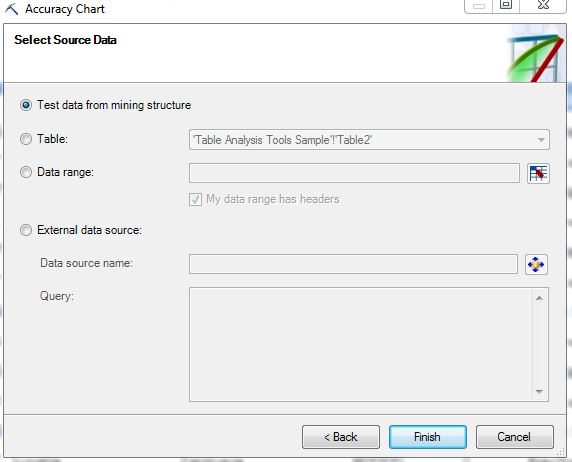 Accuracy Chart
Select Source Data
Test data from mining structure
Table:
'Table Analysis Tools Sample'!'Table2'
Data range:
My data range has headers
External data source:
Data source name:
Query:
< Back
Finish
Cancel